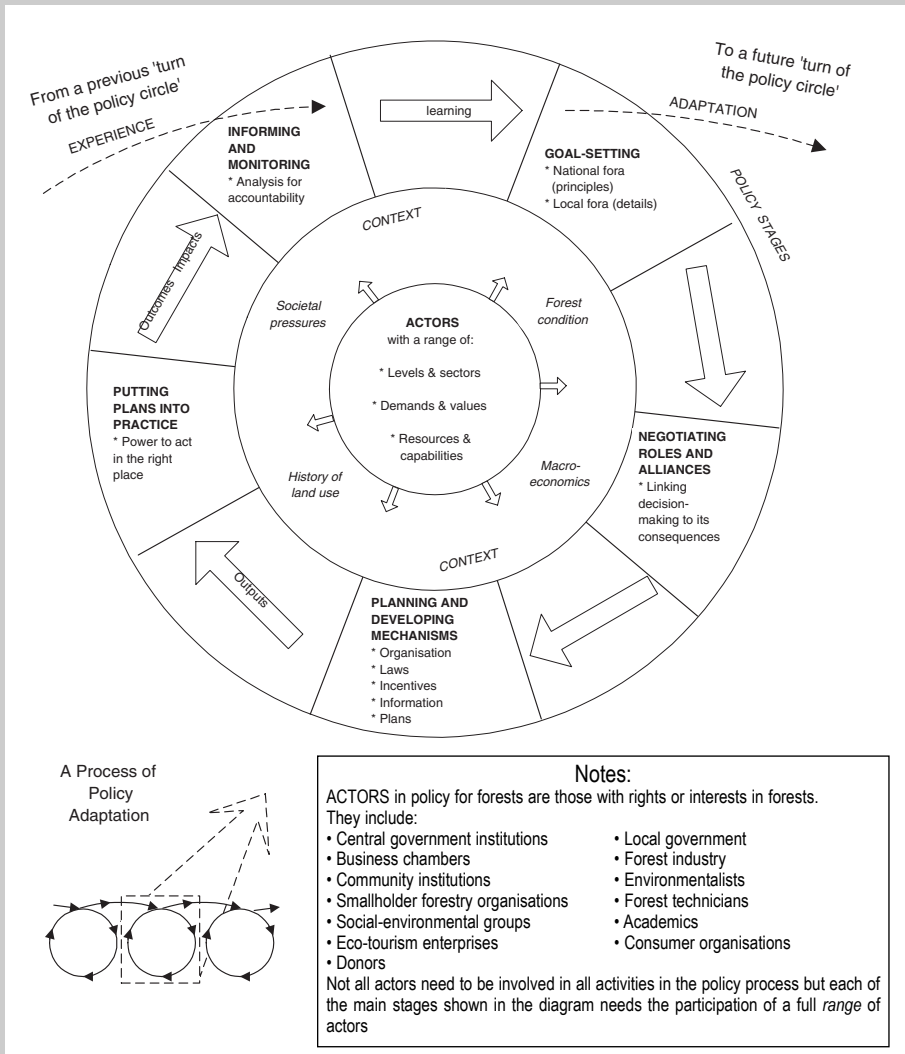 From a previous 'turn
of the policy circle'
EXPERIENCE
To a future 'turn of
the policy circle'
ADAPTATION
POLICY STAGES
learning
INFORMING
AND
MONITORING
* Analysis for
accountability
GOAL-SETTING
* National fora
(principles)
* Local fora (details)
CONTEXT
Societal
pressures
Forest
condition
ACTORS
with a range of:
* Levels & sectors
* Demands & values
* Resources &
capabilities
Outcomes Impacts
PUTTING
PLANS INTO
PRACTICE
* Power to act
in the right
place
NEGOTIATING
ROLES AND
ALLIANCES
* Linking
decision-
making to its
consequences
History of
land use
Macro-
economics
CONTEXT
Outputs
PLANNING AND
DEVELOPING
MECHANISMS
* Organisation
* Laws
* Incentives
* Information
* Plans
A Process of
Policy
Adaptation
Notes:
ACTORS in policy for forests are those with rights or interests in forests.
They include:
• Central government institutions
• Business chambers
• Community institutions
• Smallholder forestry organisations
• Social-environmental groups
• Eco-tourism enterprises
• Donors
• Local government
• Forest industry
• Environmentalists
• Forest technicians
• Academics
• Consumer organisations
Not all actors need to be involved in all activities in the policy process but each of
the main stages shown in the diagram needs the participation of a full range of
actors